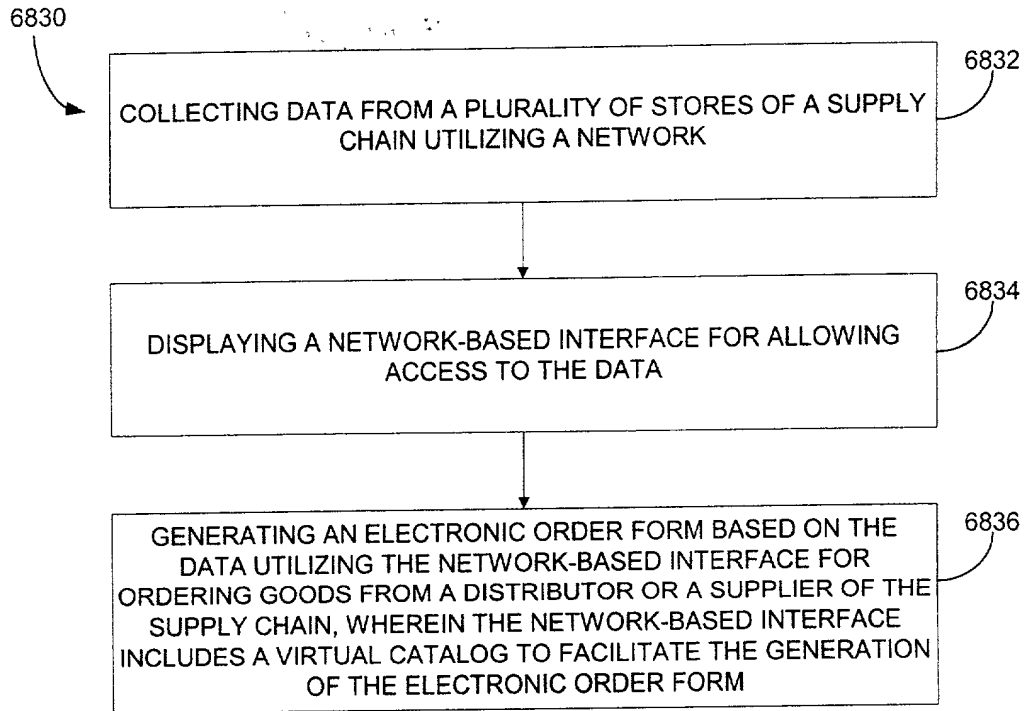 6830
6832
COLLECTING DATA FROM A PLURALITY OF STORES OF A SUPPLY
CHAIN UTILIZING A NETWORK
6834
DISPLAYING A NETWORK-BASED INTERFACE FOR ALLOWING
ACCESS TO THE DATA
6836
GENERATING AN ELECTRONIC ORDER FORM BASED ON THE
DATA UTILIZING THE NETWORK-BASED INTERFACE FOR
ORDERING GOODS FROM A DISTRIBUTOR OR A SUPPLIER OF THE
SUPPLY CHAIN, WHEREIN THE NETWORK-BASED INTERFACE
INCLUDES A VIRTUAL CATALOG TO FACILITATE THE GENERATION
OF THE ELECTRONIC ORDER FORM